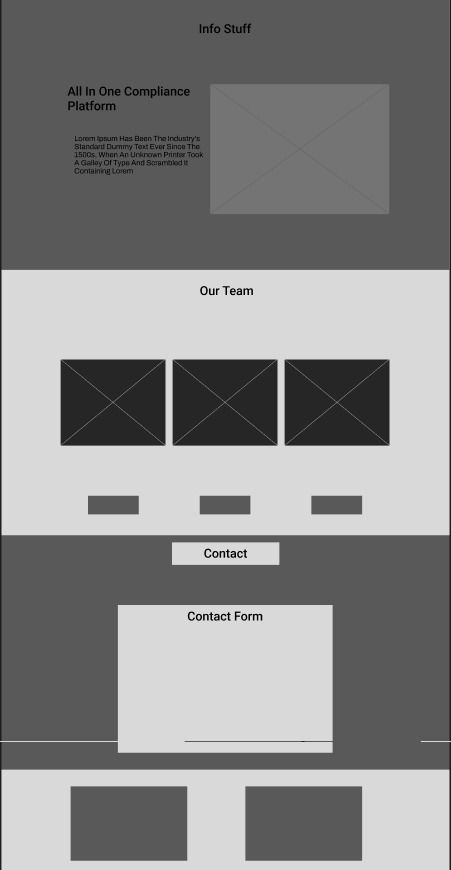 Info Stuff
All In One Compliance
Platform
Lorem Ipsum Has Been The Industry's
Standard Dummy Text Ever Since The
1500s, When An Unknown Printer Took
A Galley Of Type And Scrambled It
Containing Lorem
Our Team
Contact
Contact Form